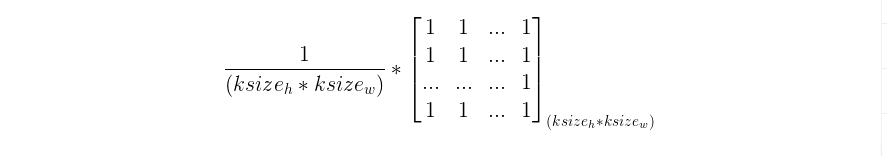 1
(ksize_h * ksize_w)
*
1 1 ... 1
1 1 ... 1
... ... ... 1
1 1 ... 1
(ksize_h*ksize_w)